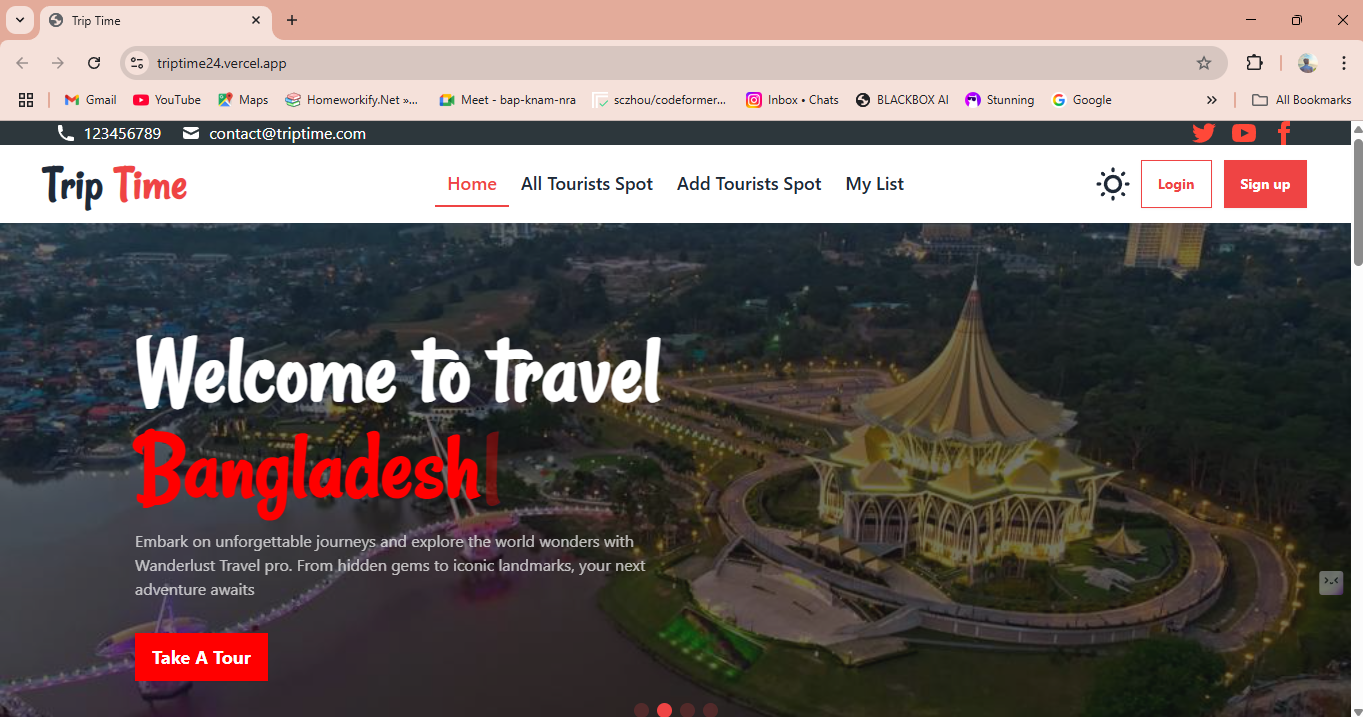 Trip Time
triptime24.vercel.app
Gmail YouTube Maps Homeworkify.Net »... Meet - bap-knam-nra sczhou/codeformer... Inbox • Chats BLACKBOX AI Stunning Google » All Bookmarks
123456789 contact@triptime.com
Trip Time Home All Tourists Spot Add Tourists Spot My List Login Sign up
Welcome to travel
Bangladesh
Embark on unforgettable journeys and explore the world wonders with
Wanderlust Travel pro. From hidden gems to iconic landmarks, your next
adventure awaits
Take A Tour